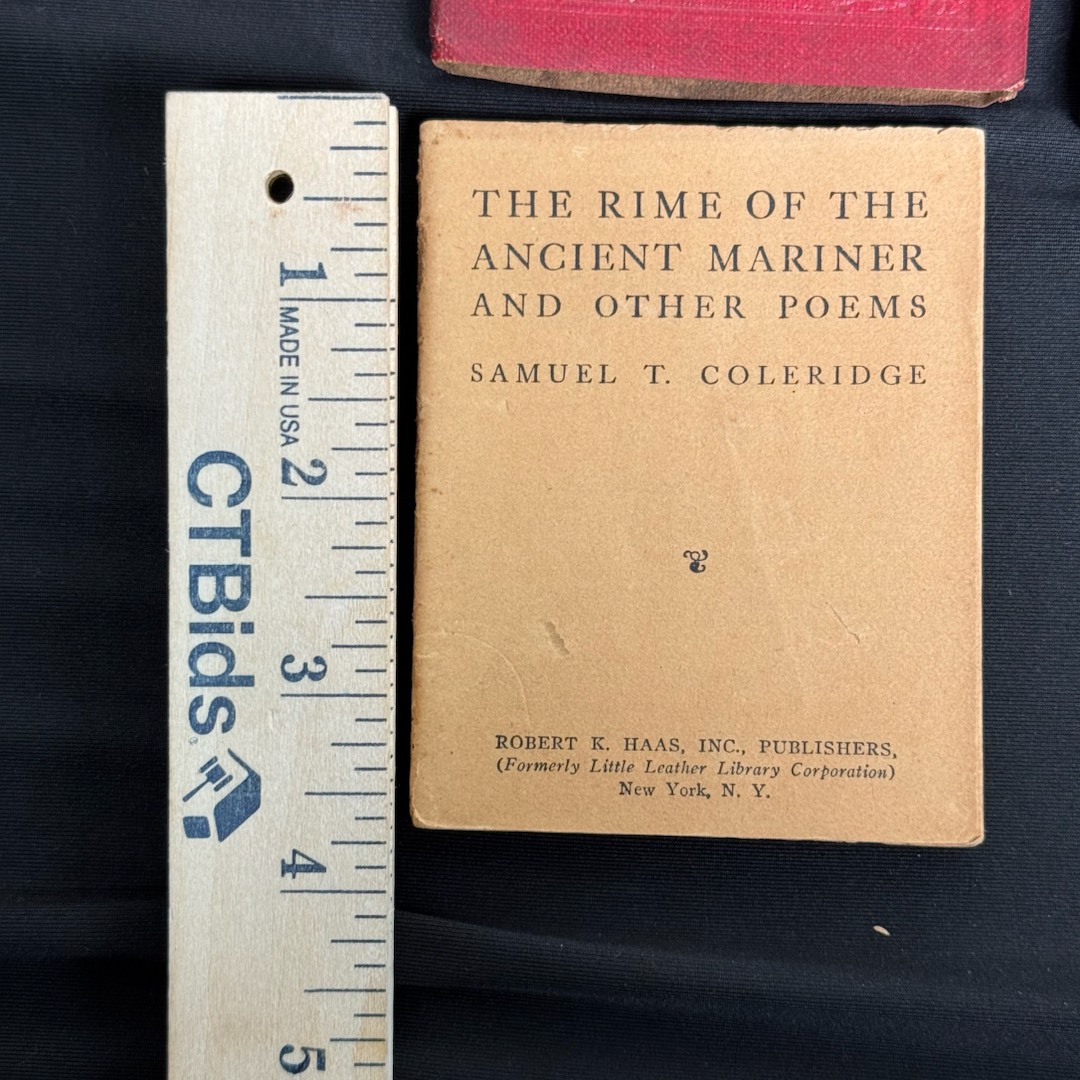 THE RIME OF THE
ANCIENT MARINER
AND OTHER POEMS
SAMUEL T. COLERIDGE
ROBERT K. HAAS, INC., PUBLISHERS,
(Formerly Little Leather Library Corporation)
New York, N. Y.
1
MADE IN USA
2
3
4
5
CTBids